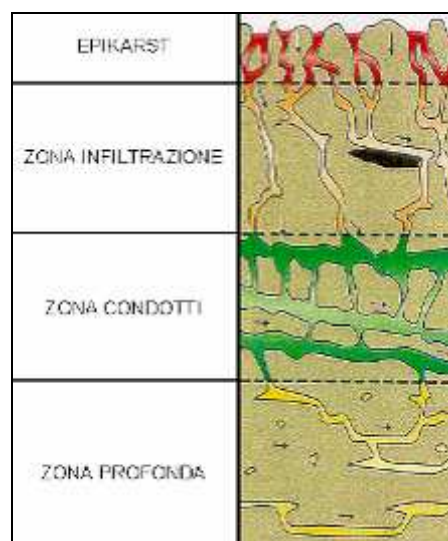 EPIKARST
ZONA INFILTRAZIONE
ZONA CONDOTTI
ZONA PROFONDA